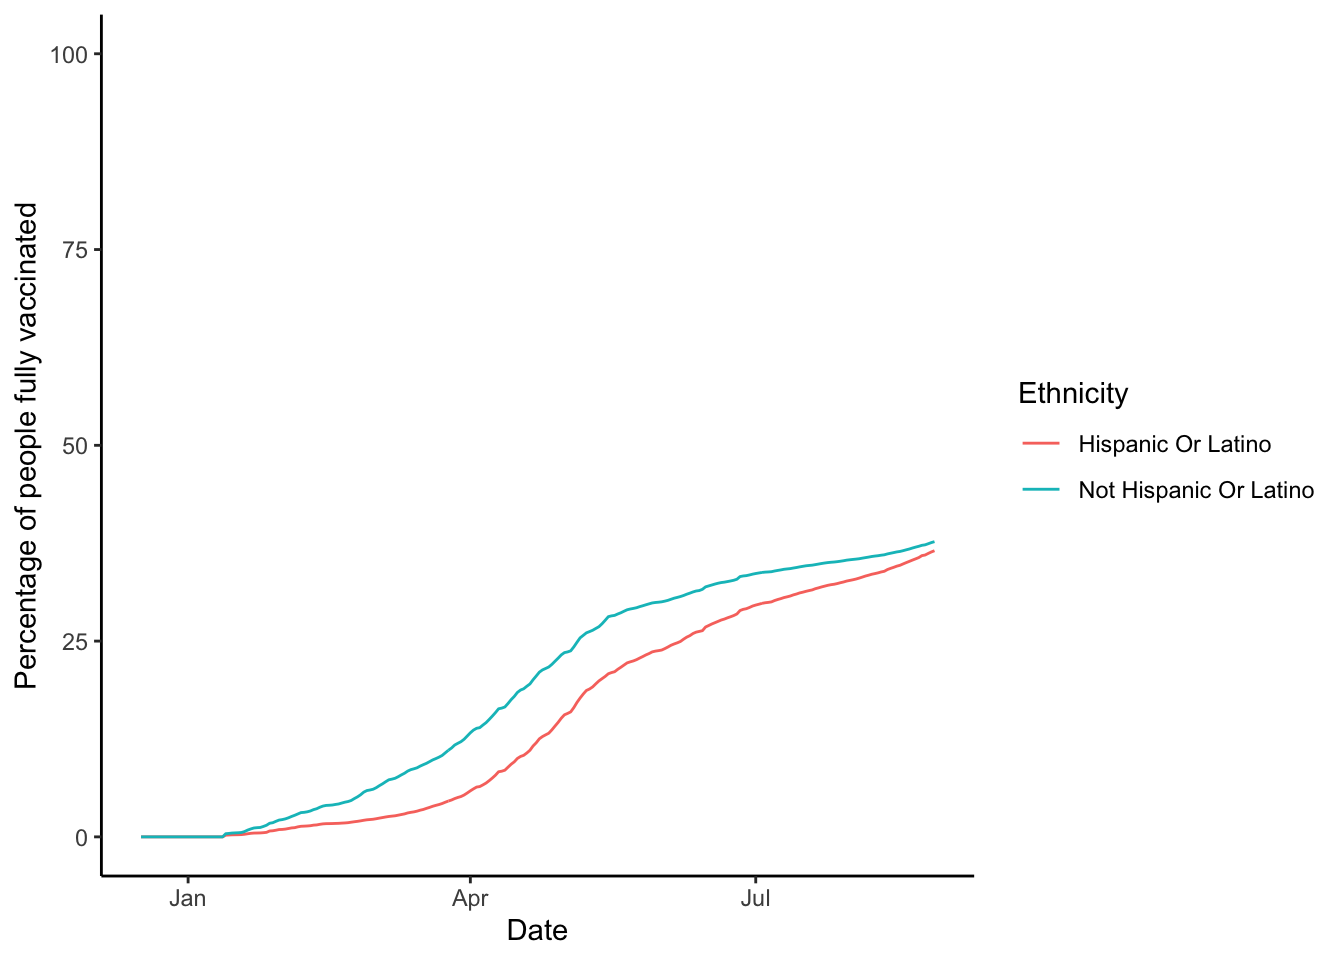 100
75
50
25
0
Percentage of people fully vaccinated
Jan
Apr
Jul
Date
Ethnicity
Hispanic Or Latino
Not Hispanic Or Latino